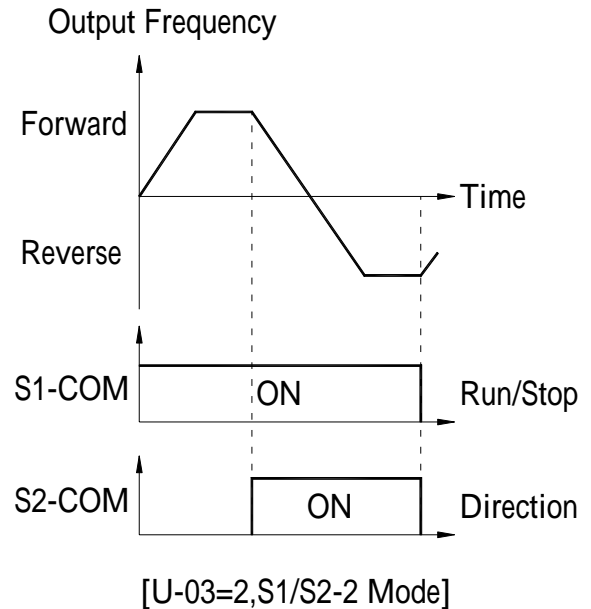 Output Frequency
Forward
Time
Reverse
S1-COM
ON
Run/Stop
S2-COM
ON
Direction
[U-03=2,S1/S2-2 Mode]